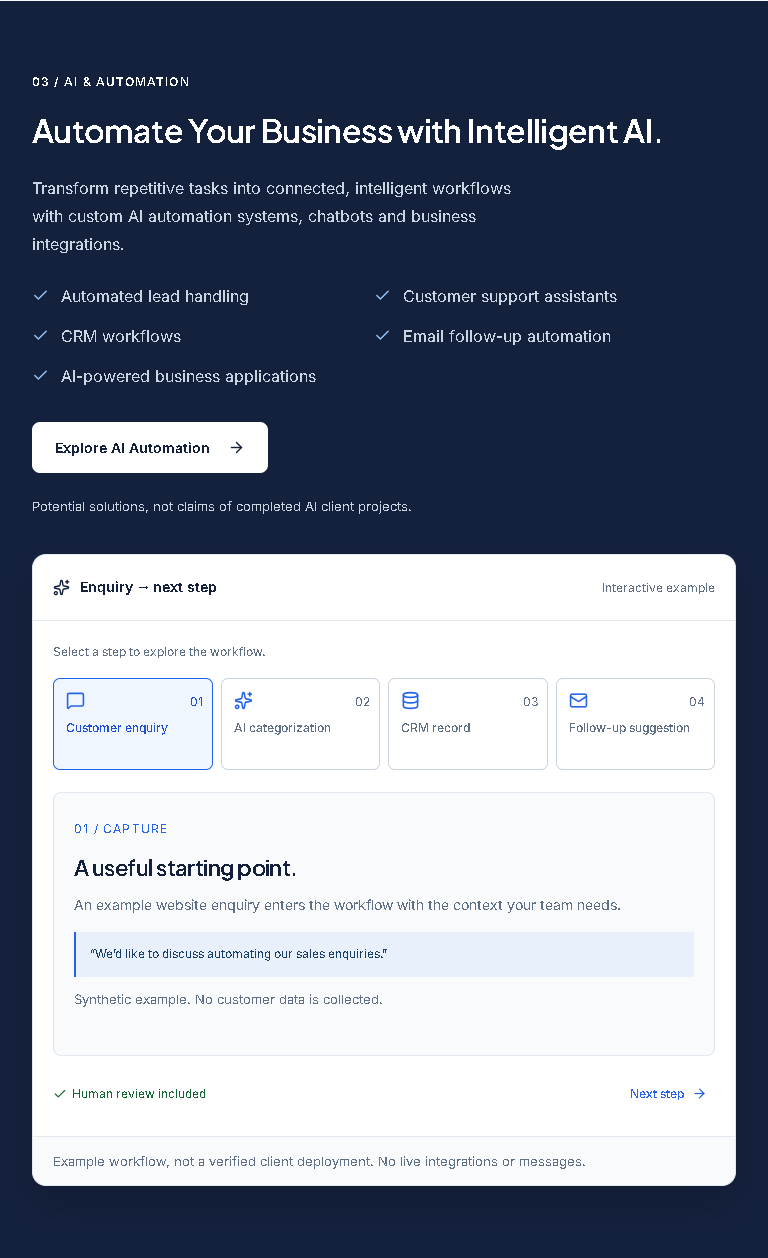 03 / AI & AUTOMATION
Automate Your Business with Intelligent AI.
Transform repetitive tasks into connected, intelligent workflows
with custom AI automation systems, chatbots and business
integrations.
Automated lead handling
Customer support assistants
CRM workflows
Email follow-up automation
AI-powered business applications
Explore AI Automation →
Potential solutions, not claims of completed AI client projects.
Enquiry → next step
Interactive example
Select a step to explore the workflow.
01
Customer enquiry
02
AI categorization
03
CRM record
04
Follow-up suggestion
01 / CAPTURE
A useful starting point.
An example website enquiry enters the workflow with the context your team needs.
“We’d like to discuss automating our sales enquiries.”
Synthetic example. No customer data is collected.
Human review included
Next step →
Example workflow, not a verified client deployment. No live integrations or messages.